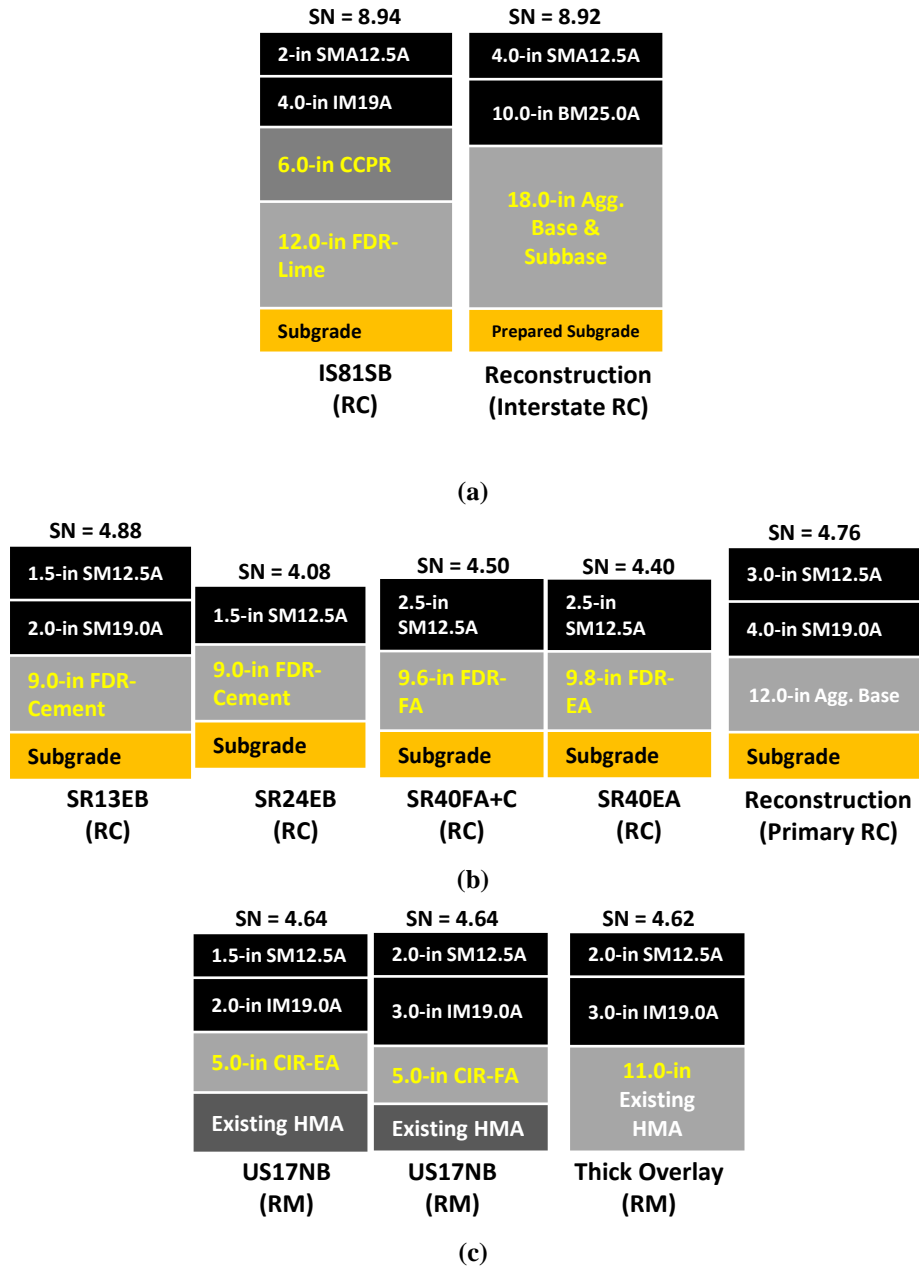 SN = 8.94
2-in SMA12.5A
4.0-in IM19A
6.0-in CCPR
12.0-in FDR-
Lime
Subgrade
IS81SB
(RC)
SN = 8.92
4.0-in SMA12.5A
10.0-in BM25.0A
18.0-in Agg.
Base &
Subbase
Prepared Subgrade
Reconstruction
(Interstate RC)
(a)
SN = 4.88
1.5-in SM12.5A
2.0-in SM19.0A
9.0-in FDR-
Cement
Subgrade
SR13EB
(RC)
SN = 4.08
1.5-in SM12.5A
9.0-in FDR-
Cement
Subgrade
SR24EB
(RC)
SN = 4.50
2.5-in
SM12.5A
9.6-in FDR-
FA
Subgrade
SR40FA+C
(RC)
SN = 4.40
2.5-in
SM12.5A
9.8-in FDR-
EA
Subgrade
SR40EA
(RC)
SN = 4.76
3.0-in SM12.5A
4.0-in SM19.0A
12.0-in Agg. Base
Subgrade
Reconstruction
(Primary RC)
(b)
SN = 4.64
1.5-in SM12.5A
2.0-in IM19.0A
5.0-in CIR-EA
Existing HMA
US17NB
(RM)
SN = 4.64
2.0-in SM12.5A
3.0-in IM19.0A
5.0-in CIR-FA
Existing HMA
US17NB
(RM)
SN = 4.62
2.0-in SM12.5A
3.0-in IM19.0A
11.0-in
Existing
HMA
Thick Overlay
(RM)
(c)